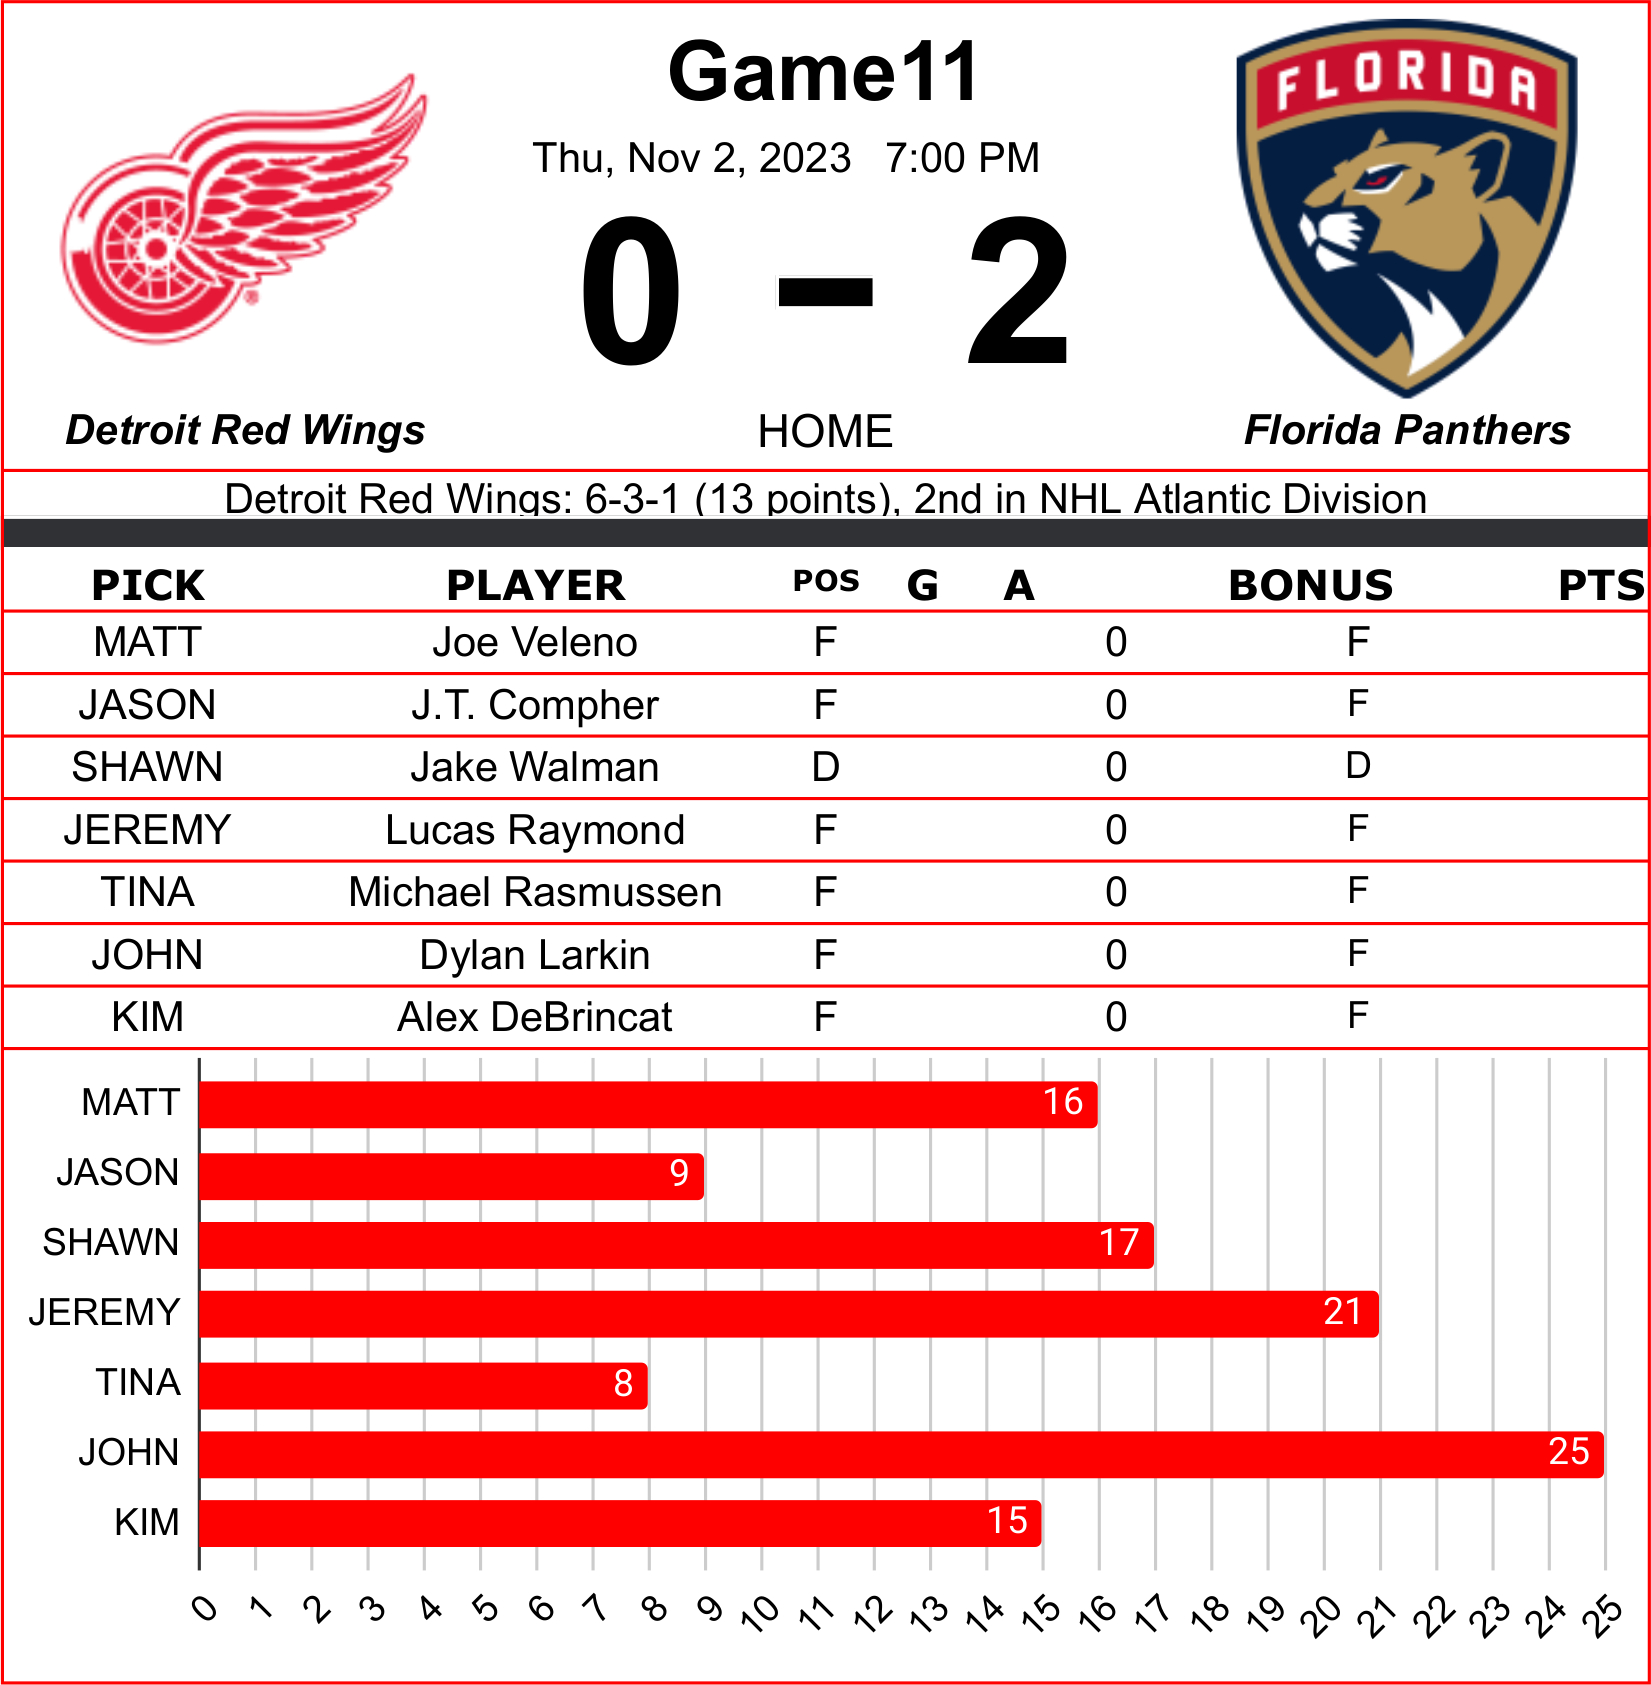 Game11
FLORIDA
Thu, Nov 2, 2023 7:00 PM
0 – 2
®
Detroit Red Wings HOME Florida Panthers
Detroit Red Wings: 6-3-1 (13 points), 2nd in NHL Atlantic Division
PICK PLAYER POS G A BONUS PTS
MATT Joe Veleno F 0 F
JASON J.T. Compher F 0 F
SHAWN Jake Walman D 0 D
JEREMY Lucas Raymond F 0 F
TINA Michael Rasmussen F 0 F
JOHN Dylan Larkin F 0 F
KIM Alex DeBrincat F 0 F
MATT 16
JASON 9
SHAWN 17
JEREMY 21
TINA 8
JOHN 25
KIM 15
0 1 2 3 4 5 6 7 8 9 10 11 12 13 14 15 16 17 18 19 20 21 22 23 24 25